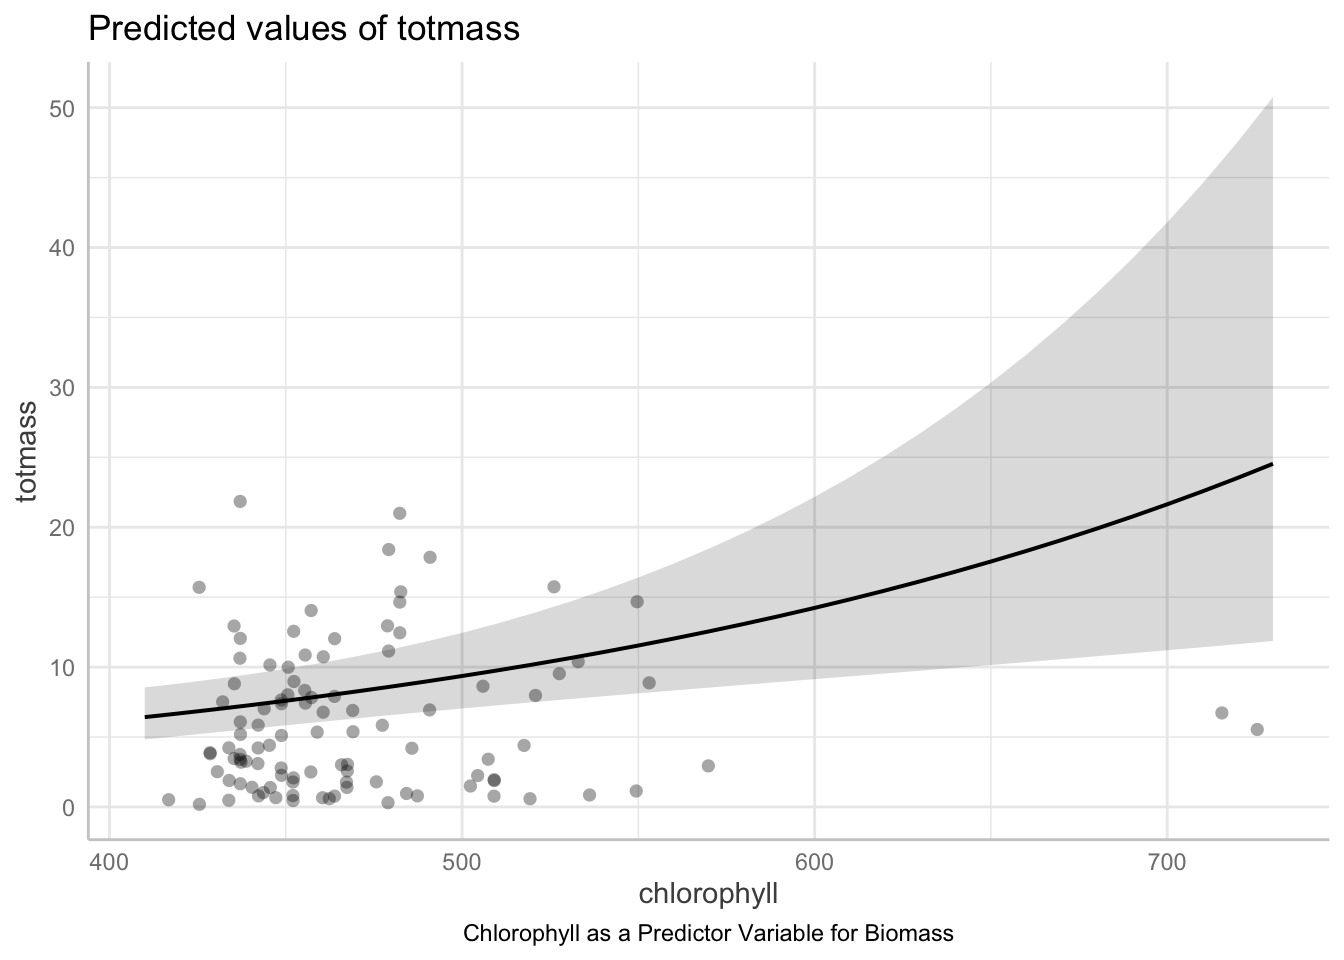 Predicted values of totmass
50
40
30
20
10
0
totmass
400 500 600 700
chlorophyll
Chlorophyll as a Predictor Variable for Biomass